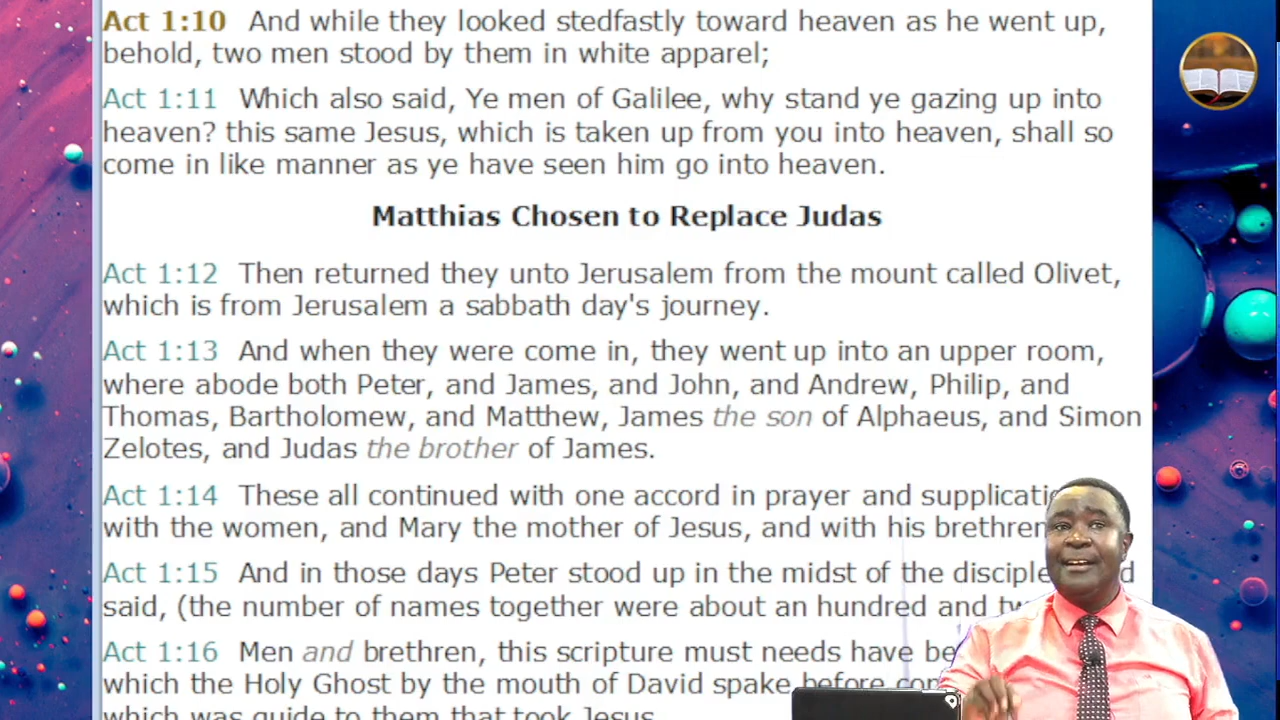 Act 1:10 And while they looked stedfastly toward heaven as he went up,
behold, two men stood by them in white apparel;
Act 1:11 Which also said, Ye men of Galilee, why stand ye gazing up into
heaven? this same Jesus, which is taken up from you into heaven, shall so
come in like manner as ye have seen him go into heaven.
Matthias Chosen to Replace Judas
Act 1:12 Then returned they unto Jerusalem from the mount called Olivet,
which is from Jerusalem a sabbath day's journey.
Act 1:13 And when they were come in, they went up into an upper room,
where abode both Peter, and James, and John, and Andrew, Philip, and
Thomas, Bartholomew, and Matthew, James the son of Alphaeus, and Simon
Zelotes, and Judas the brother of James.
Act 1:14 These all continued with one accord in prayer and
with the women, and Mary the mother of Jesus, and with his
Act 1:15 And in those days Peter stood up in the midst of the
said, (the number of names together were about an hundred and
Act 1:16 Men and brethren, this scripture must needs have
which the Holy Ghost by the mouth of David spake before
which was guide to them that took Jesus.